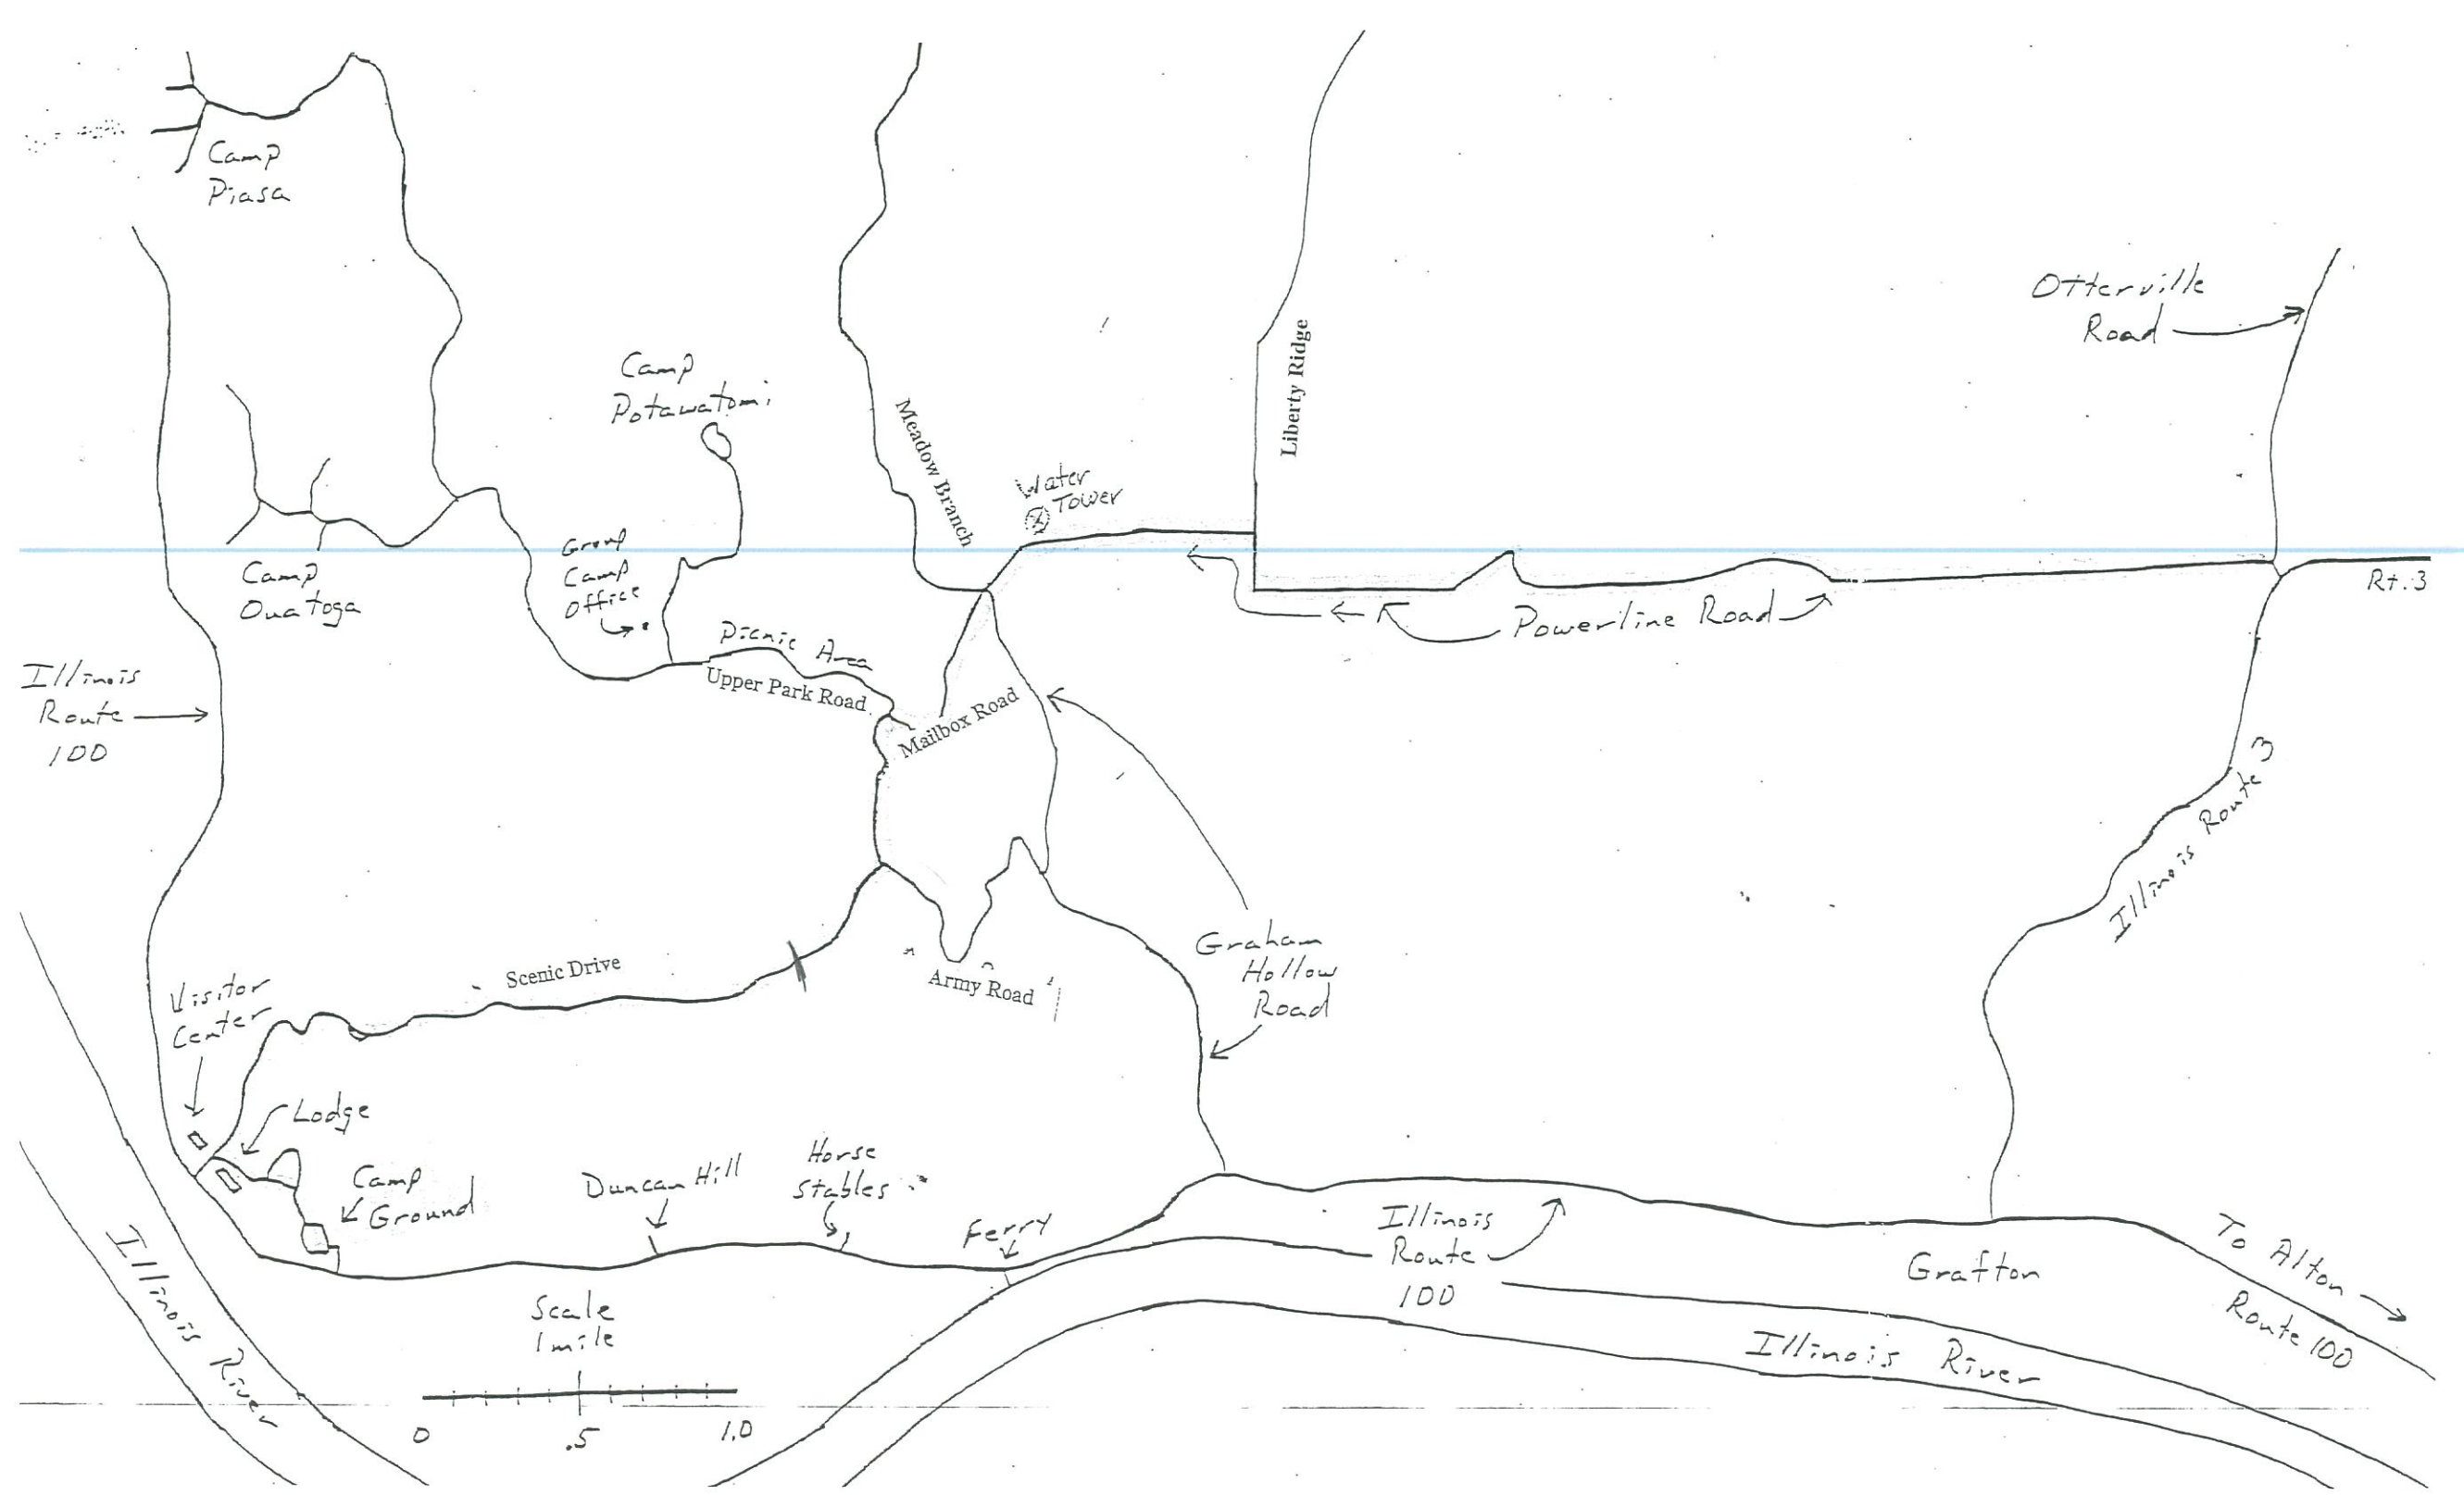 Camp
Piasa
Otterville
Road
Liberty Ridge
Camp
Potawatomi
Meadow Branch
Water
Tower
Group
Camp
Office
Camp
Ouatoga
Rt. 3
Powerline Road
Picnic Area
Upper Park Road
Mailbox Road
Illinois
Route
100
Illinois Route 3
Graham
Hollow
Road
Scenic Drive
Army Road
Visitor
Center
Lodge
Camp
Ground
Duncan Hill
Horse
Stables
Ferry
Illinois
Route
100
Grafton
To Alton
Route 100
Illinois River
Illinois River
Scale
1 mile
0 .5 1.0